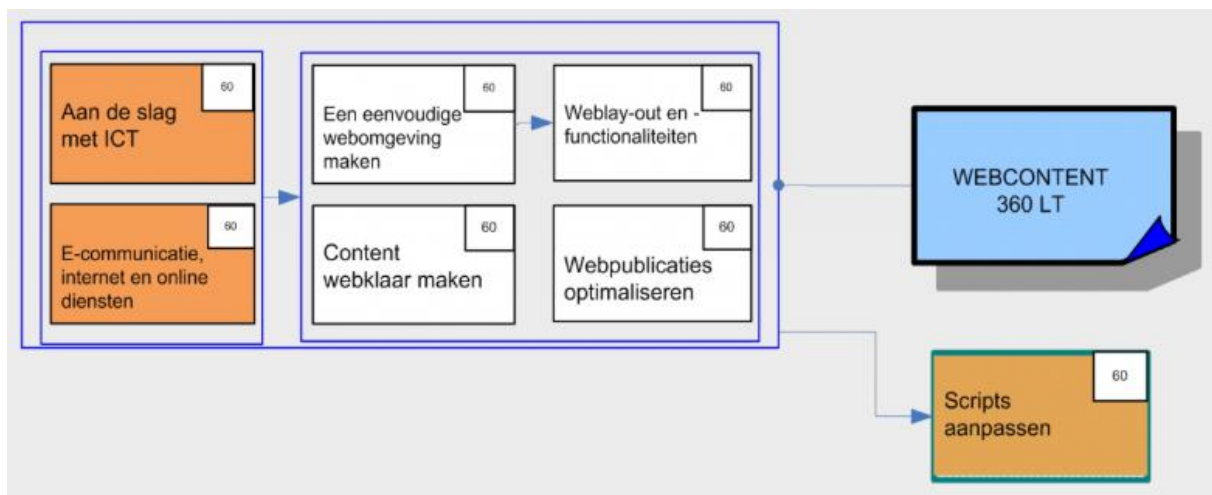 60
Aan de slag
met ICT
60
E-communicatie,
internet en online
diensten
60
Een eenvoudige
webomgeving
maken
60
Weblay-out en -
functionaliteiten
60
Content
webklaar maken
60
Webpublicaties
optimaliseren
WEBCONTENT
360 LT
60
Scripts
aanpassen